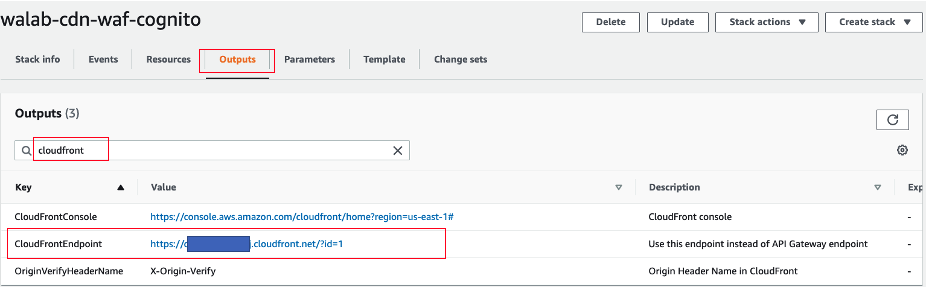 walab-cdn-waf-cognito
Delete Update Stack actions Create stack
Stack info Events Resources Outputs Parameters Template Change sets
Outputs (3)
cloudfront
Key Value Description Exp
CloudFrontConsole https://console.aws.amazon.com/cloudfront/home?region=us-east-1# CloudFront console -
CloudFrontEndpoint https:// .cloudfront.net/?id=1 Use this endpoint instead of API Gateway endpoint -
OriginVerifyHeaderName X-Origin-Verify Origin Header Name in CloudFront -